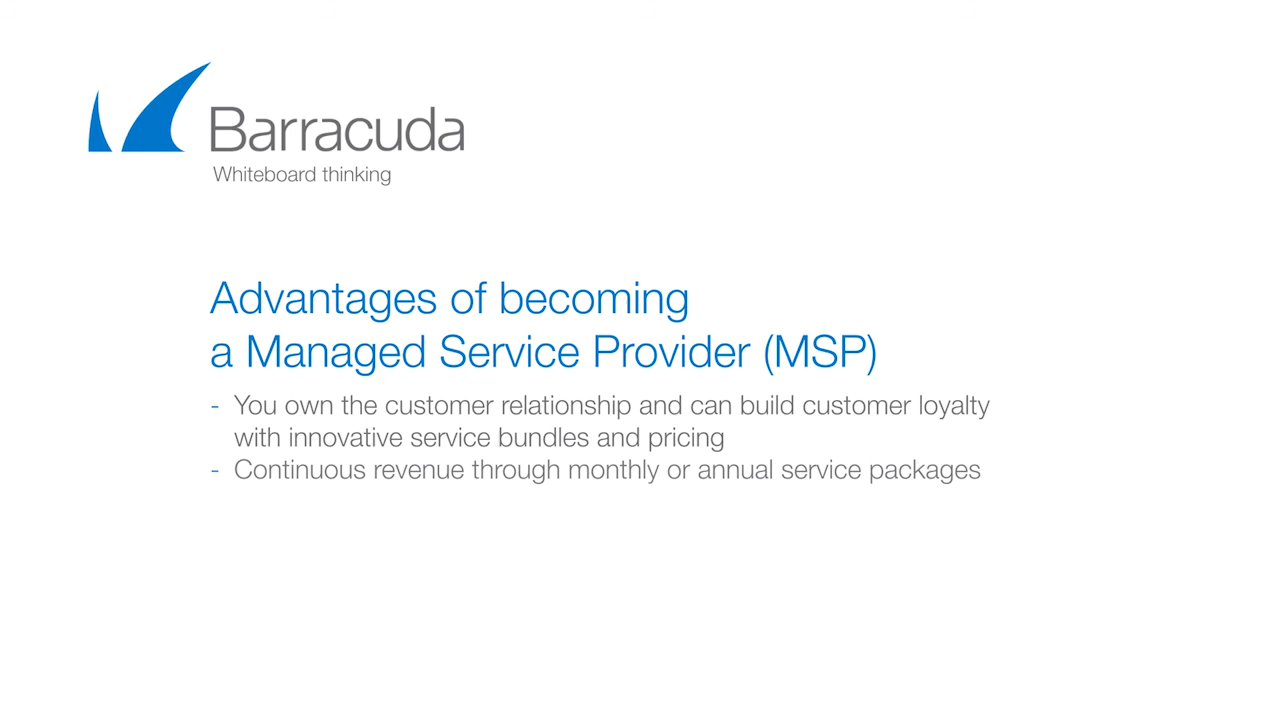 Barracuda
Whiteboard thinking
Advantages of becoming
a Managed Service Provider (MSP)
- You own the customer relationship and can build customer loyalty
with innovative service bundles and pricing
- Continuous revenue through monthly or annual service packages